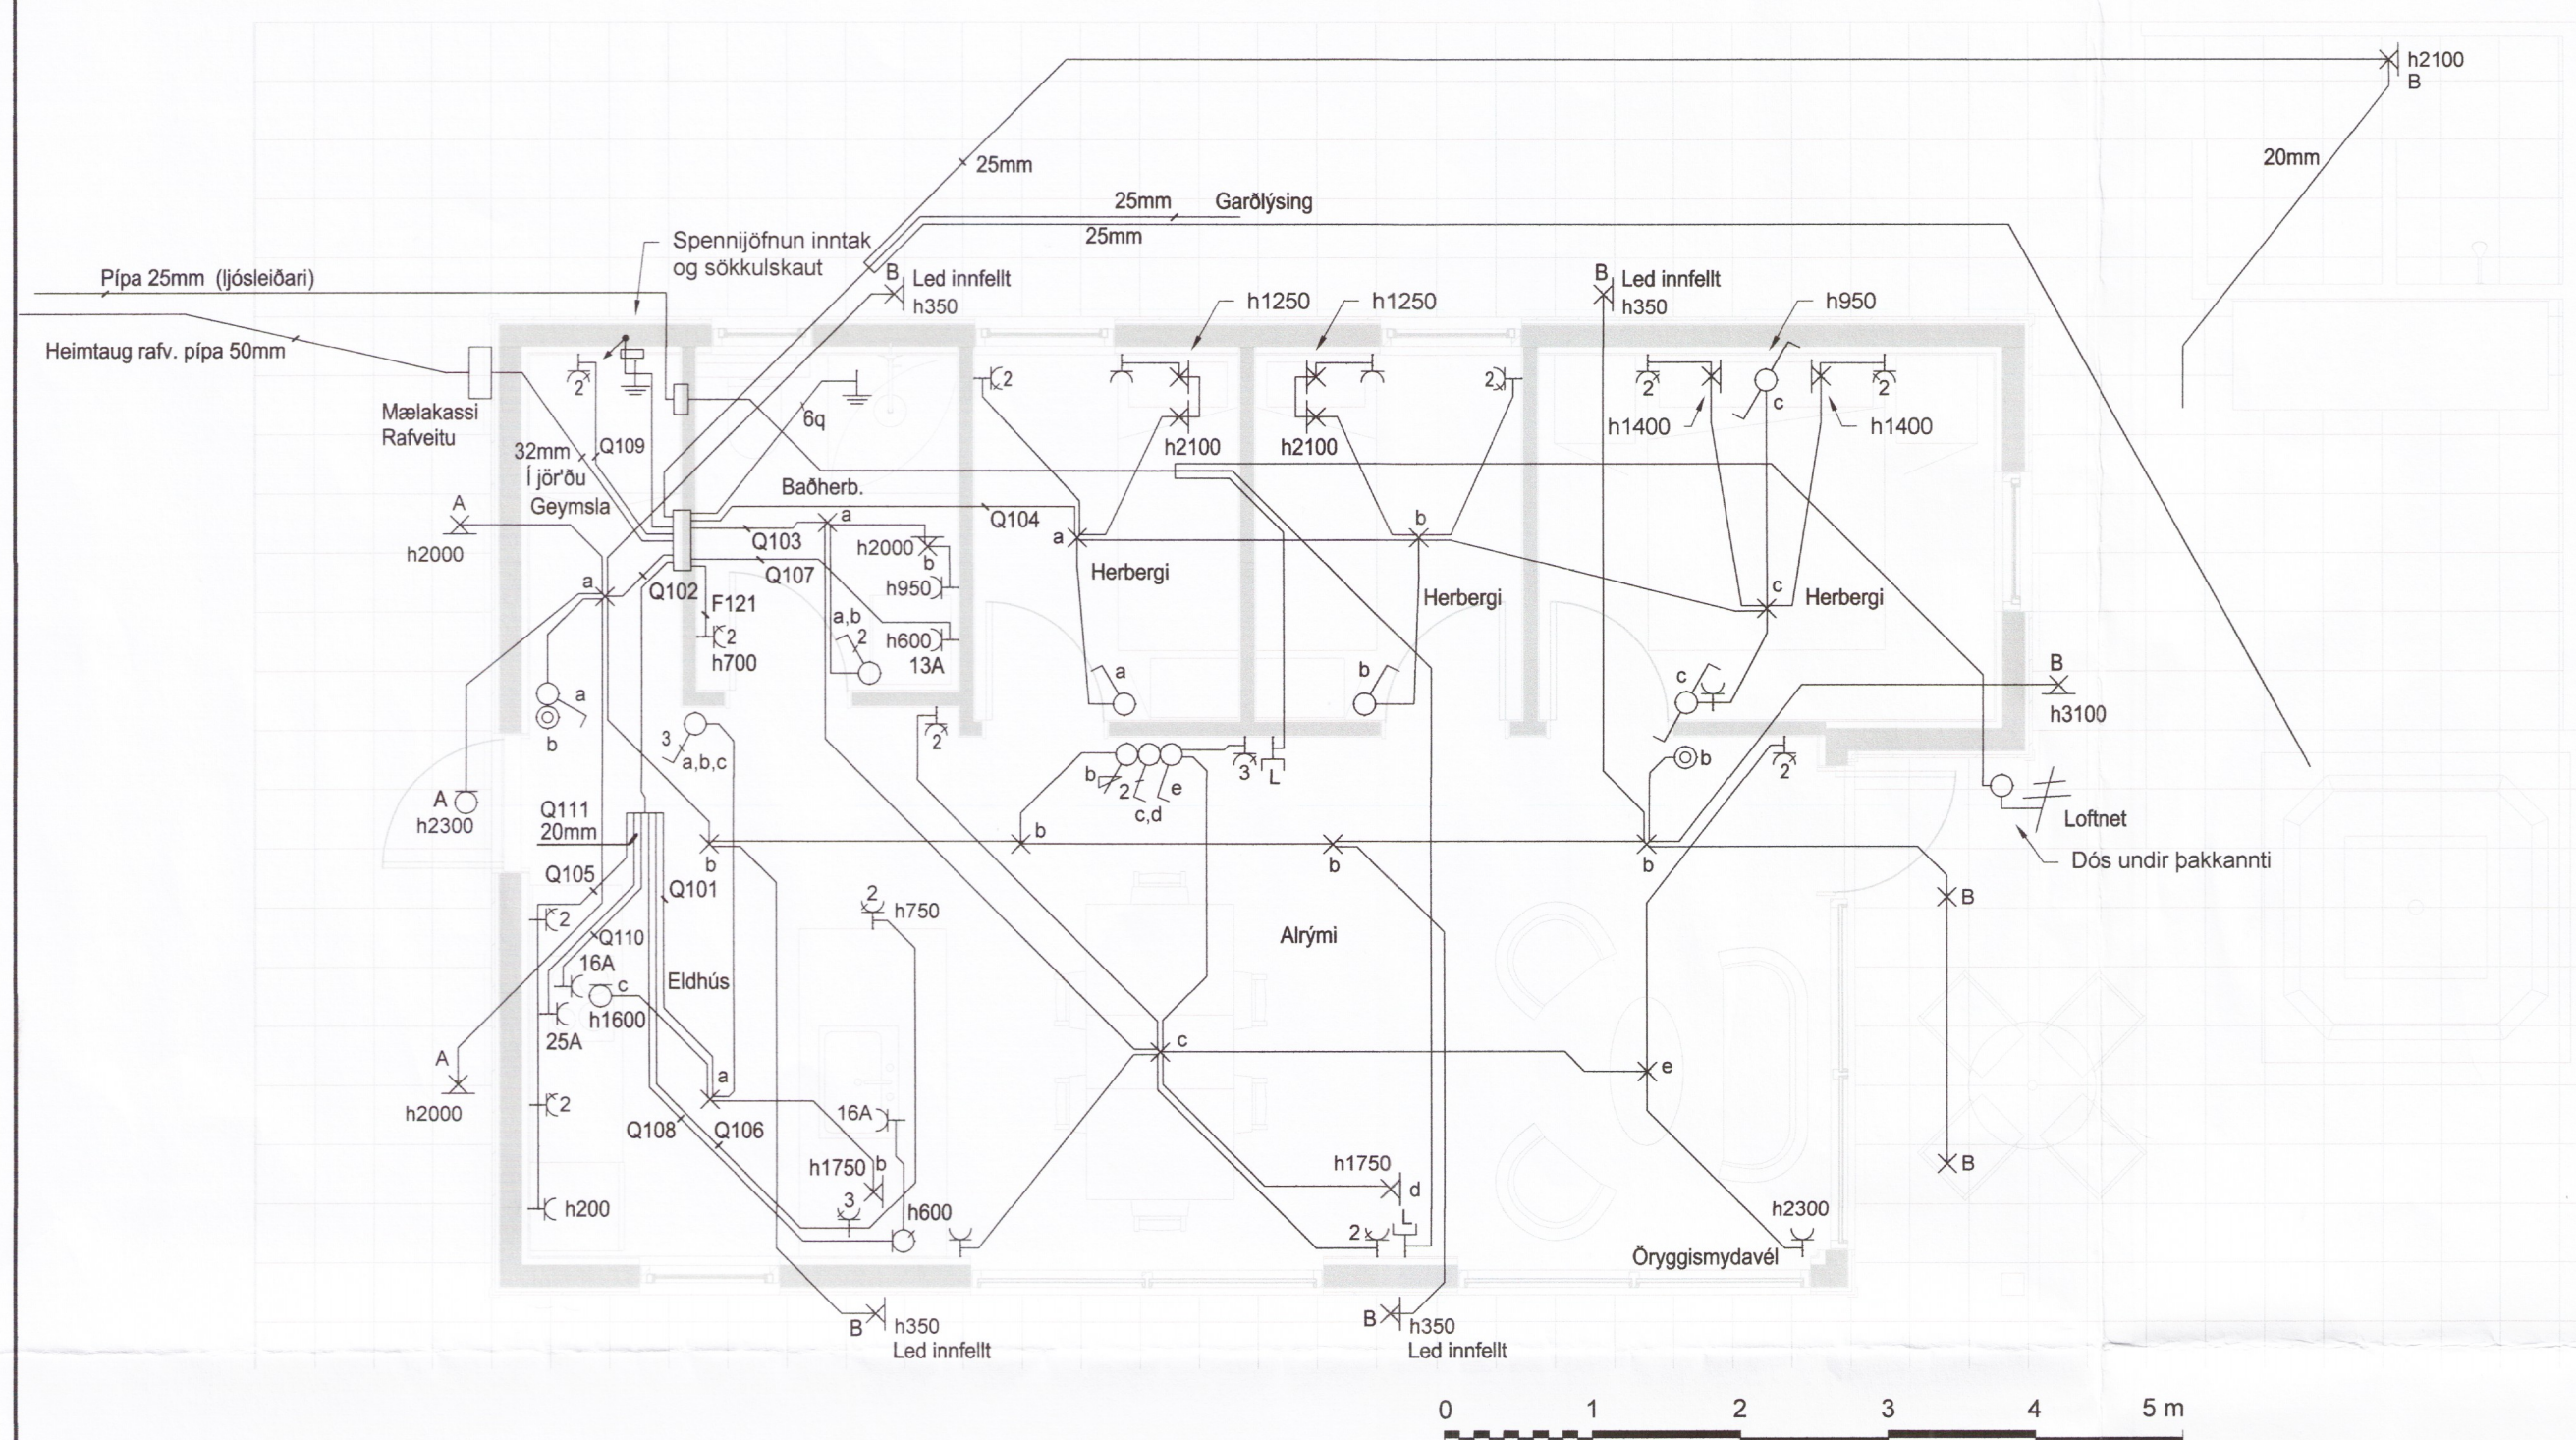 h2100
B
25mm
20mm
25mm
Garðlýsing
25mm
Spennijöfnun inntak
og sökkulskaut
Pípa 25mm (ljósleiðari)
B
Led innfellt
h350
B
Led innfellt
h350
h1250
h1250
h950
Heimtaug rafv. pípa 50mm
Mælakassi
Rafveitu
2
2
2
2
2
c
6q
h1400
h1400
h2100
h2100
32mm
Q109
Í jör'ðu
Geymsla
Baðherb.
A
h2000
Q104
a
Q103
h2000
b
a
b
Q107
h950
Herbergi
Herbergi
Herbergi
c
a
Q102
F121
2
h700
a,b
2
h600
13A
a
b
c
B
h3100
a
b
3
a,b,c
2
b
2
c,d
e
3
L
b
2
A
h2300
Loftnet
Dós undir þakkannti
Q111
20mm
b
b
b
b
Q105
Q101
2
2
h750
B
Q110
16A
Alrými
Eldhús
c
h1600
25A
c
e
A
h2000
2
a
Q108
Q106
16A
h1750
b
h1750
d
B
3
h200
h600
L
2
h2300
Öryggismydavél
B
h350
Led innfellt
B
h350
Led innfellt
0 1 2 3 4 5 m